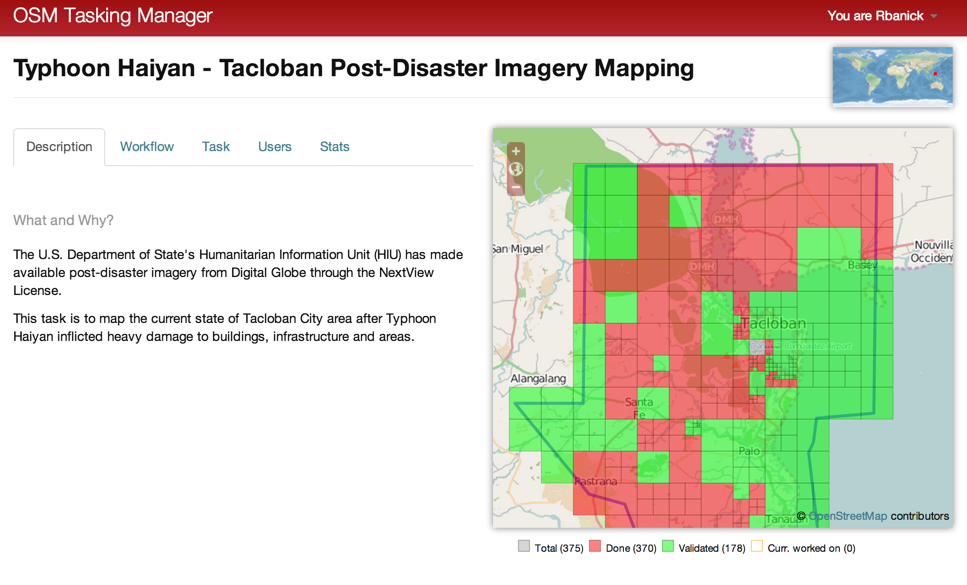 OSM Tasking Manager
You are Rbanick
Typhoon Haiyan - Tacloban Post-Disaster Imagery Mapping
Description Workflow Task Users Stats
What and Why?
The U.S. Department of State's Humanitarian Information Unit (HIU) has made
available post-disaster imagery from Digital Globe through the NextView
License.
This task is to map the current state of Tacloban City area after Typhoon
Haiyan inflicted heavy damage to buildings, infrastructure and areas.
+
−
DMH
San Miguel
Nouvilla
Occiden
DMH
Basey
Tacloban
Alangalang
Santa
Fe
Palo
Pastrana
Tanauan
© OpenStreetMap contributors
Total (375) Done (370) Validated (178) Curr. worked on (0)